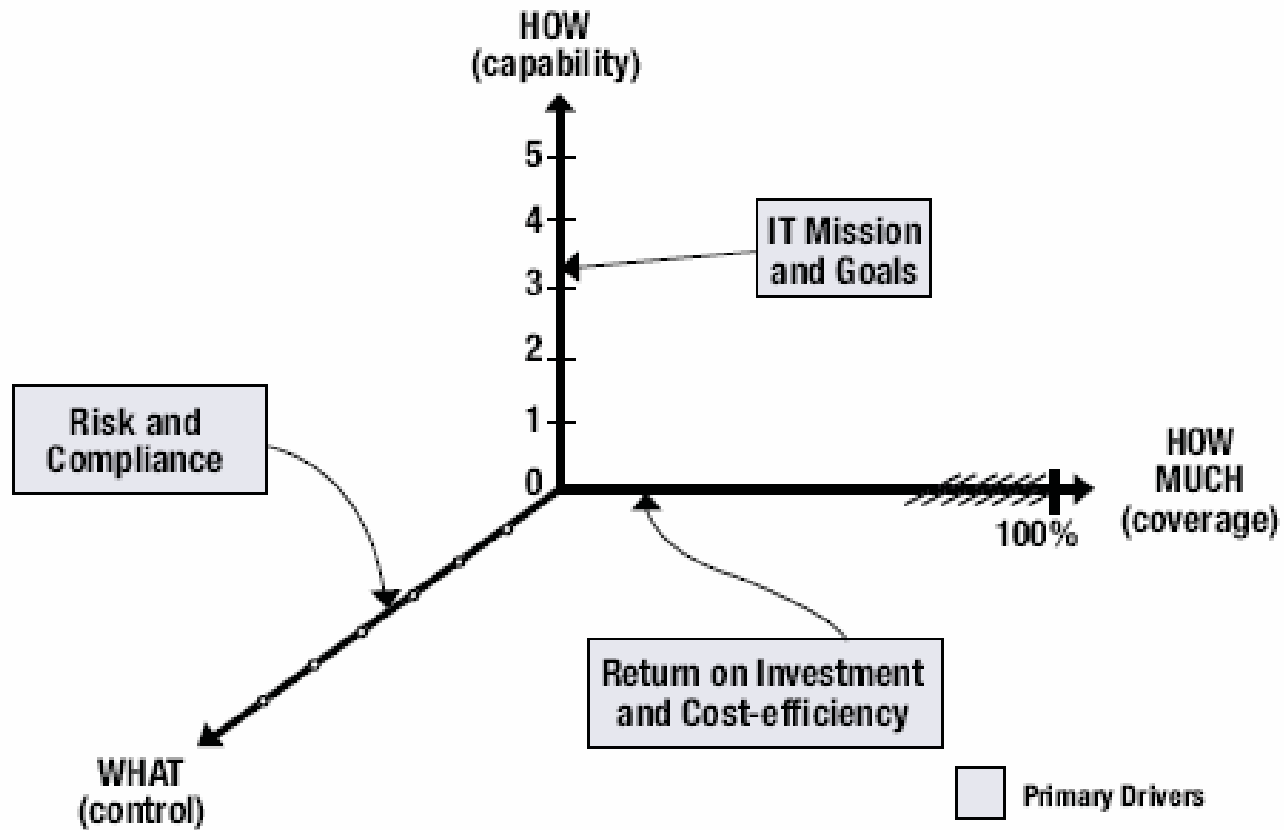 HOW
(capability)
5
4
3
2
1
0
IT Mission
and Goals
Risk and
Compliance
HOW
MUCH
(coverage)
100%
Return on Investment
and Cost-efficiency
WHAT
(control)
Primary Drivers